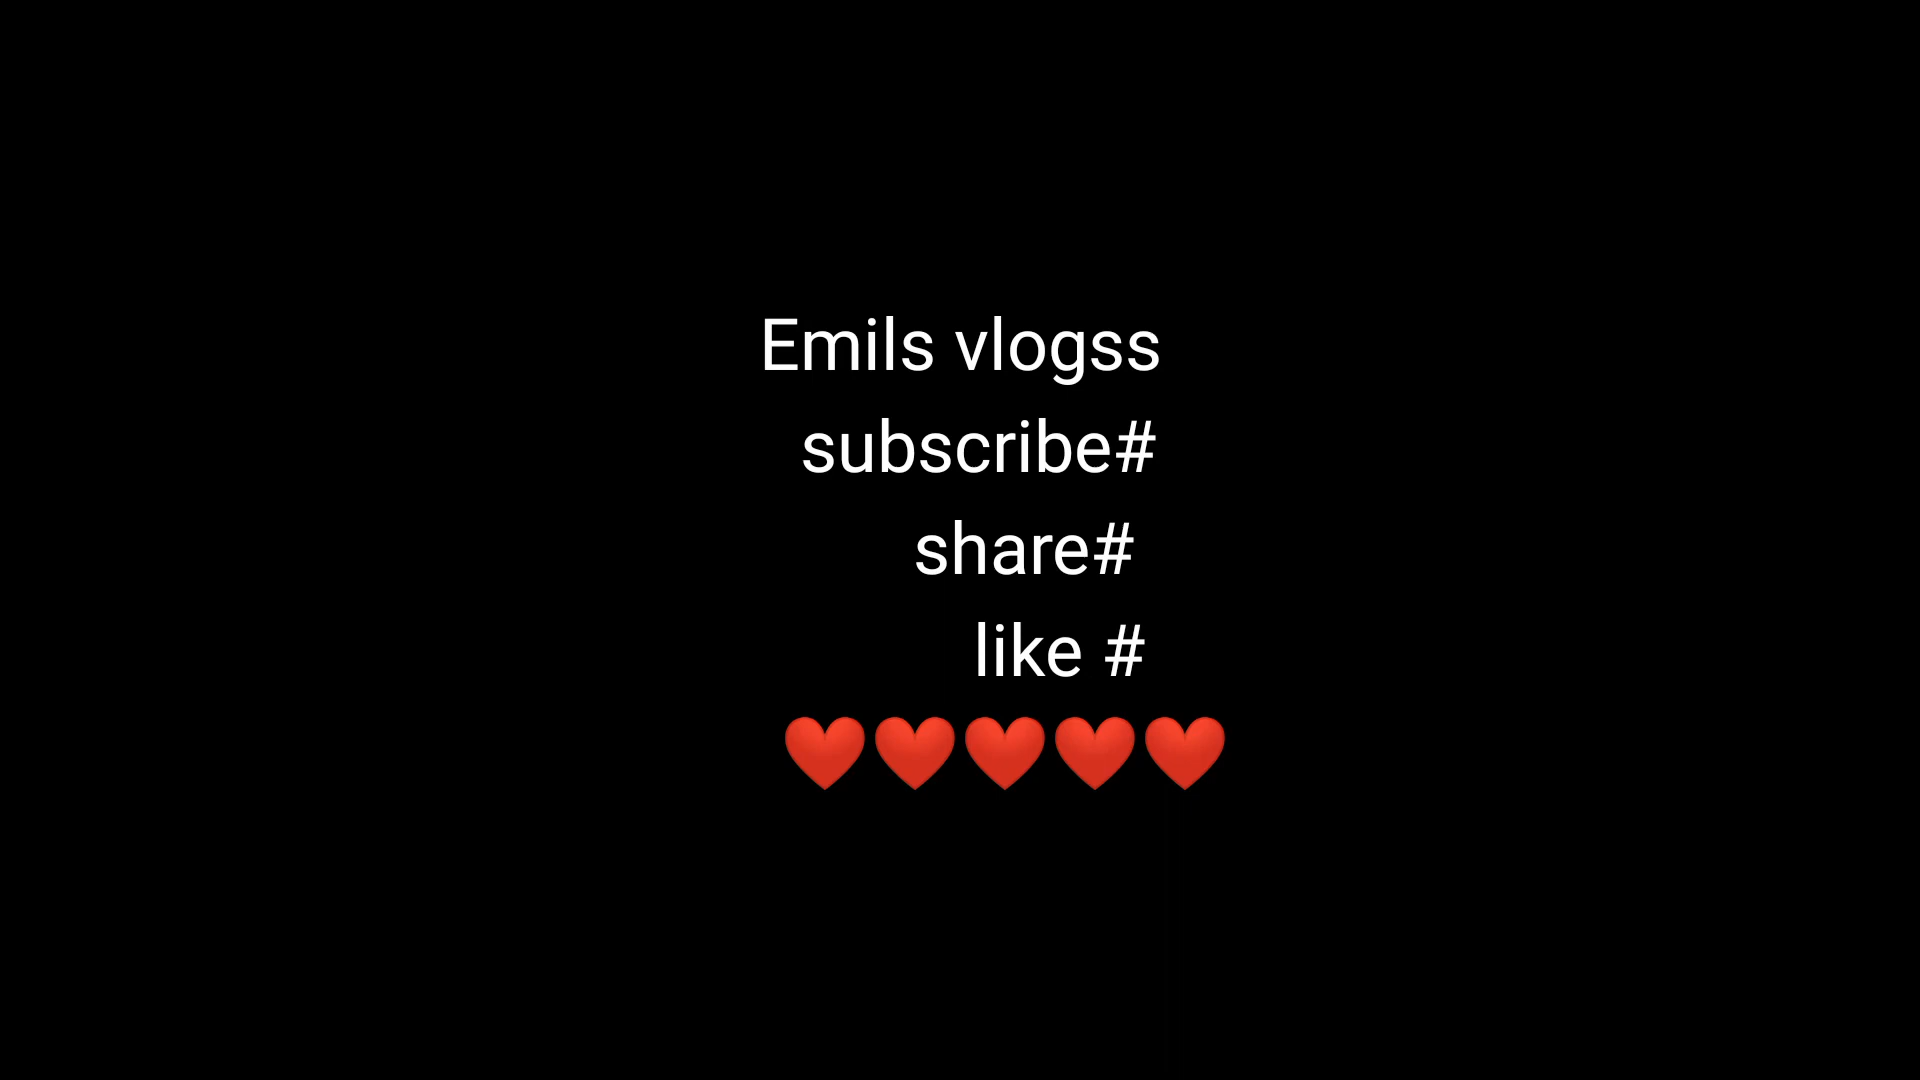 Emils vlogss
subscribe#
share#
like #
❤️❤️❤️❤️❤️